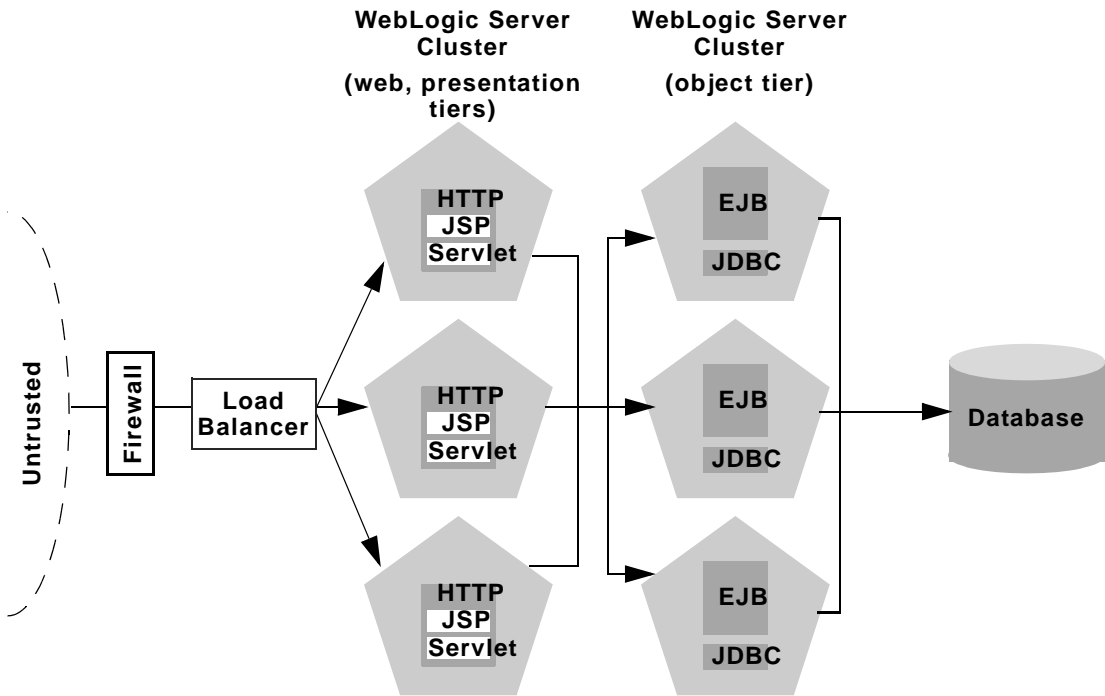 WebLogic Server
Cluster
(web, presentation
tiers)
WebLogic Server
Cluster
(object tier)
Untrusted
Firewall
Load
Balancer
HTTP
JSP
Servlet
HTTP
JSP
Servlet
HTTP
JSP
Servlet
EJB
JDBC
EJB
JDBC
EJB
JDBC
Database